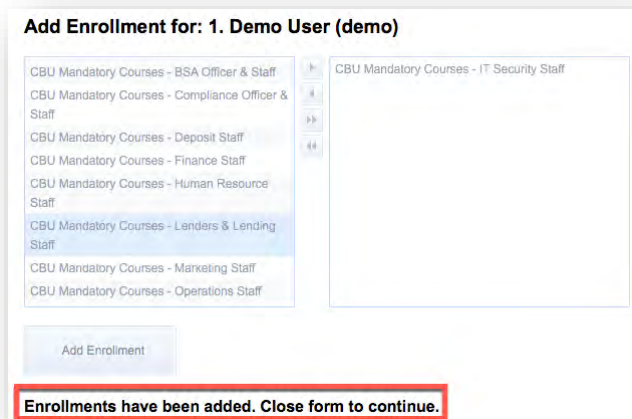 Add Enrollment for: 1. Demo User (demo)
CBU Mandatory Courses - BSA Officer & Staff
CBU Mandatory Courses - Compliance Officer &
Staff
CBU Mandatory Courses - Deposit Staff
CBU Mandatory Courses - Finance Staff
CBU Mandatory Courses - Human Resource
Staff
CBU Mandatory Courses - Lenders & Lending
Staff
CBU Mandatory Courses - Marketing Staff
CBU Mandatory Courses - Operations Staff
CBU Mandatory Courses - IT Security Staff
Add Enrollment
Enrollments have been added. Close form to continue.